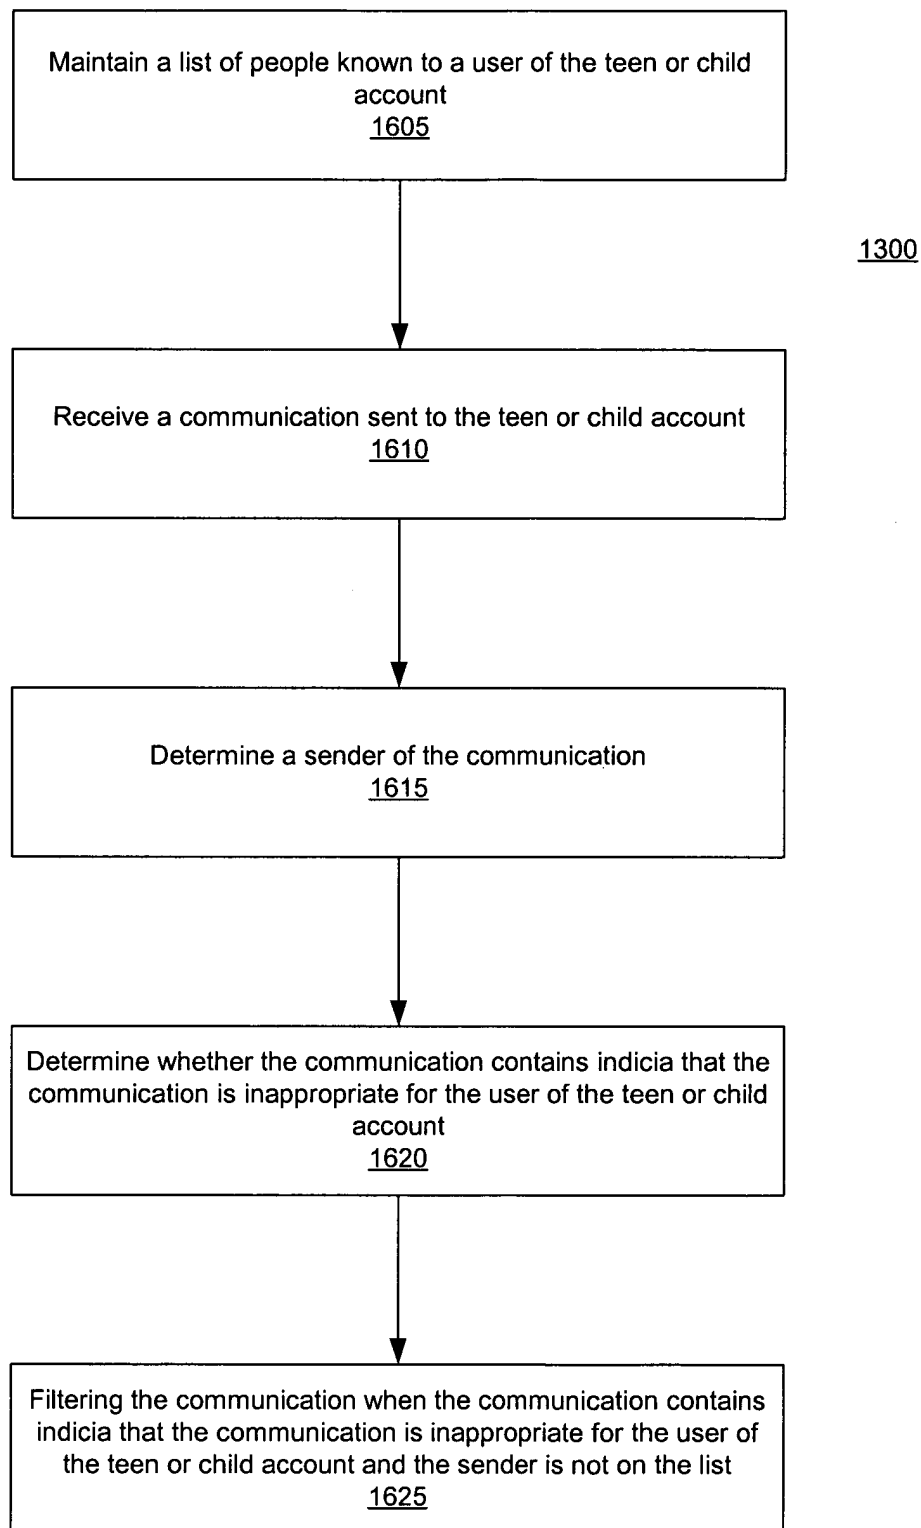 Maintain a list of people known to a user of the teen or child
account
1605
1300
Receive a communication sent to the teen or child account
1610
Determine a sender of the communication
1615
Determine whether the communication contains indicia that the
communication is inappropriate for the user of the teen or child
account
1620
Filtering the communication when the communication contains
indicia that the communication is inappropriate for the user of
the teen or child account and the sender is not on the list
1625